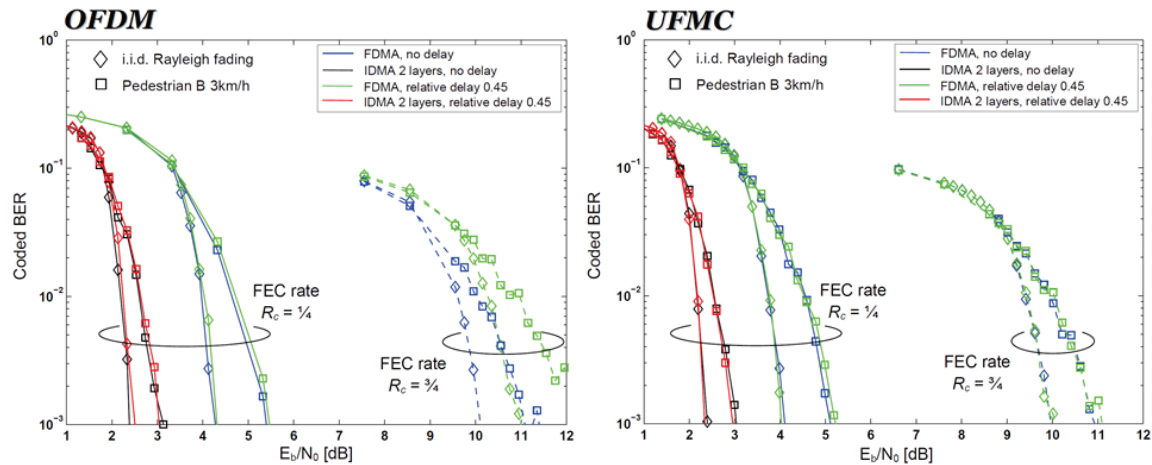 OFDM
10⁰
10⁻¹
10⁻²
10⁻³
Coded BER
i.i.d. Rayleigh fading
Pedestrian B 3km/h
FDMA, no delay
IDMA 2 layers, no delay
FDMA, relative delay 0.45
IDMA 2 layers, relative delay 0.45
FEC rate
R_c = ¼
FEC rate
R_c = ¾
1 2 3 4 5 6 7 8 9 10 11 12
E_b/N_0 [dB]
UFMC
10⁰
10⁻¹
10⁻²
10⁻³
Coded BER
i.i.d. Rayleigh fading
Pedestrian B 3km/h
FDMA, no delay
IDMA 2 layers, no delay
FDMA, relative delay 0.45
IDMA 2 layers, relative delay 0.45
FEC rate
R_c = ¼
FEC rate
R_c = ¾
1 2 3 4 5 6 7 8 9 10 11 12
E_b/N_0 [dB]